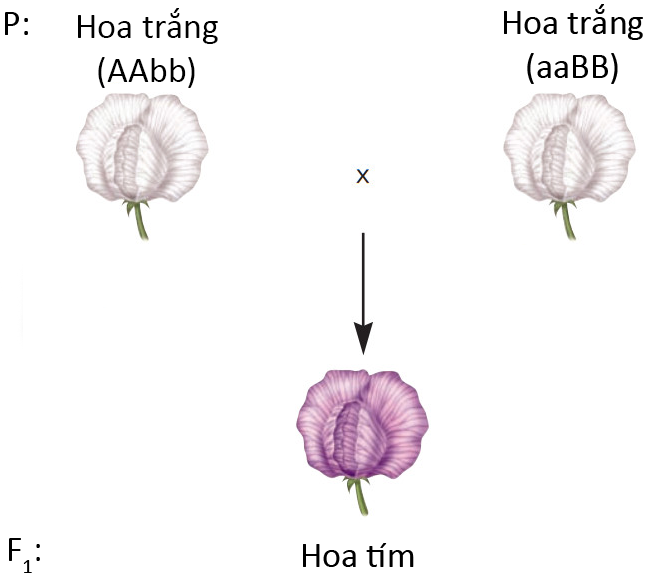 P:
Hoa trắng
(AAbb)
Hoa trắng
(aaBB)
x
F₁:
Hoa tím